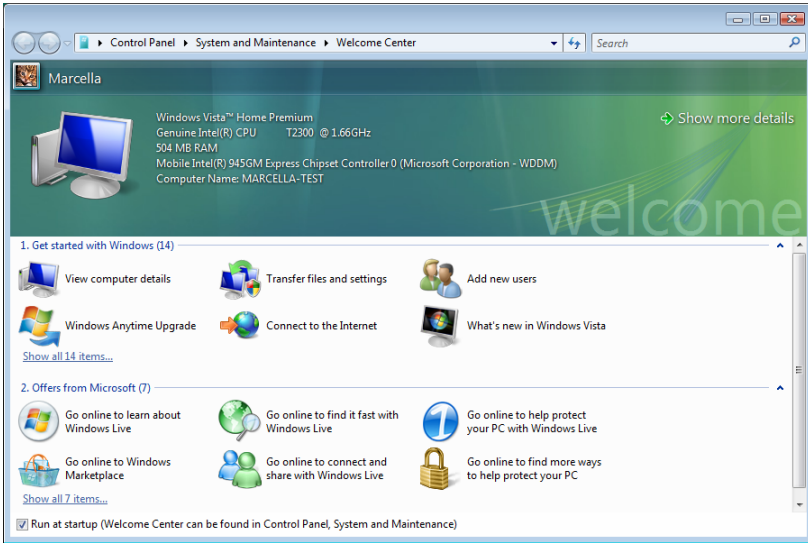 Control Panel ▸ System and Maintenance ▸ Welcome Center
Search
Marcella
Windows Vista™ Home Premium
Genuine Intel(R) CPU T2300 @ 1.66GHz
504 MB RAM
Mobile Intel(R) 945GM Express Chipset Controller 0 (Microsoft Corporation - WDDM)
Computer Name: MARCELLA-TEST
Show more details
welcome
1. Get started with Windows (14)
View computer details
Transfer files and settings
Add new users
Windows Anytime Upgrade
Connect to the Internet
What's new in Windows Vista
Show all 14 items...
2. Offers from Microsoft (7)
Go online to learn about
Windows Live
Go online to find it fast with
Windows Live
Go online to help protect
your PC with Windows Live
Go online to Windows
Marketplace
Go online to connect and
share with Windows Live
Go online to find more ways
to help protect your PC
Show all 7 items...
Run at startup (Welcome Center can be found in Control Panel, System and Maintenance)